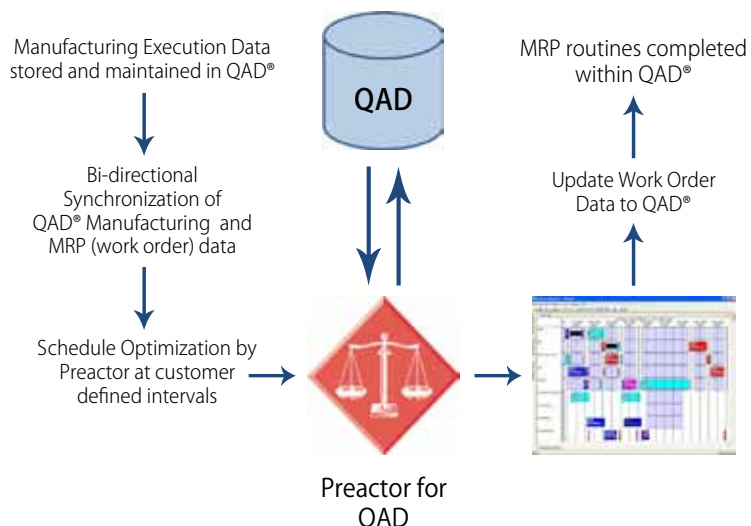 Manufacturing Execution Data
stored and maintained in QAD®
Bi-directional
Synchronization of
QAD® Manufacturing and
MRP (work order) data
Schedule Optimization by
Preactor at customer
defined intervals
QAD
Preactor for
QAD
MRP routines completed
within QAD®
Update Work Order
Data to QAD®